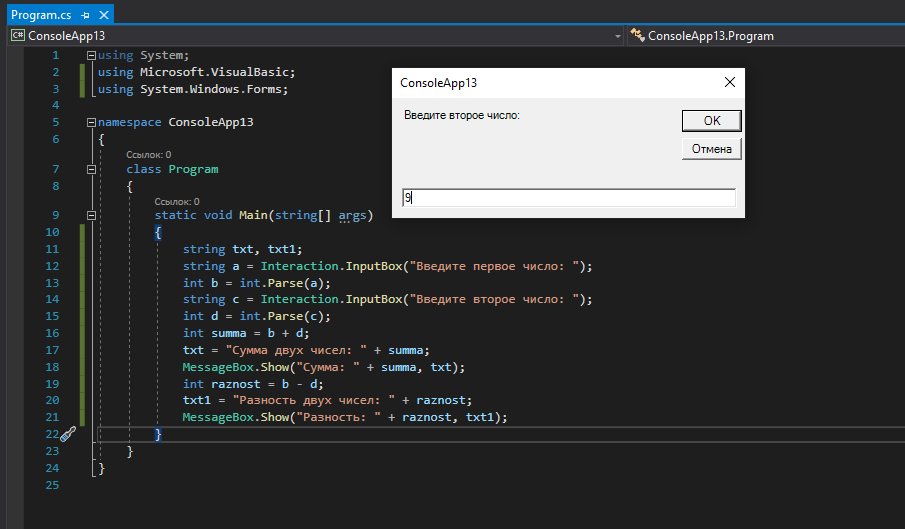 Program.cs
ConsoleApp13 ConsoleApp13.Program
1 using System;
2 using Microsoft.VisualBasic;
3 using System.Windows.Forms;
4
5 namespace ConsoleApp13
6 {
Ссылок: 0
7 class Program
8 {
Ссылок: 0
9 static void Main(string[] args)
10 {
11 string txt, txt1;
12 string a = Interaction.InputBox("Введите первое число: ");
13 int b = int.Parse(a);
14 string c = Interaction.InputBox("Введите второе число: ");
15 int d = int.Parse(c);
16 int summa = b + d;
17 txt = "Сумма двух чисел: " + summa;
18 MessageBox.Show("Сумма: " + summa, txt);
19 int raznost = b - d;
20 txt1 = "Разность двух чисел: " + raznost;
21 MessageBox.Show("Разность: " + raznost, txt1);
22 }
23 }
24 }
25
ConsoleApp13
Введите второе число:
OK
Отмена
9